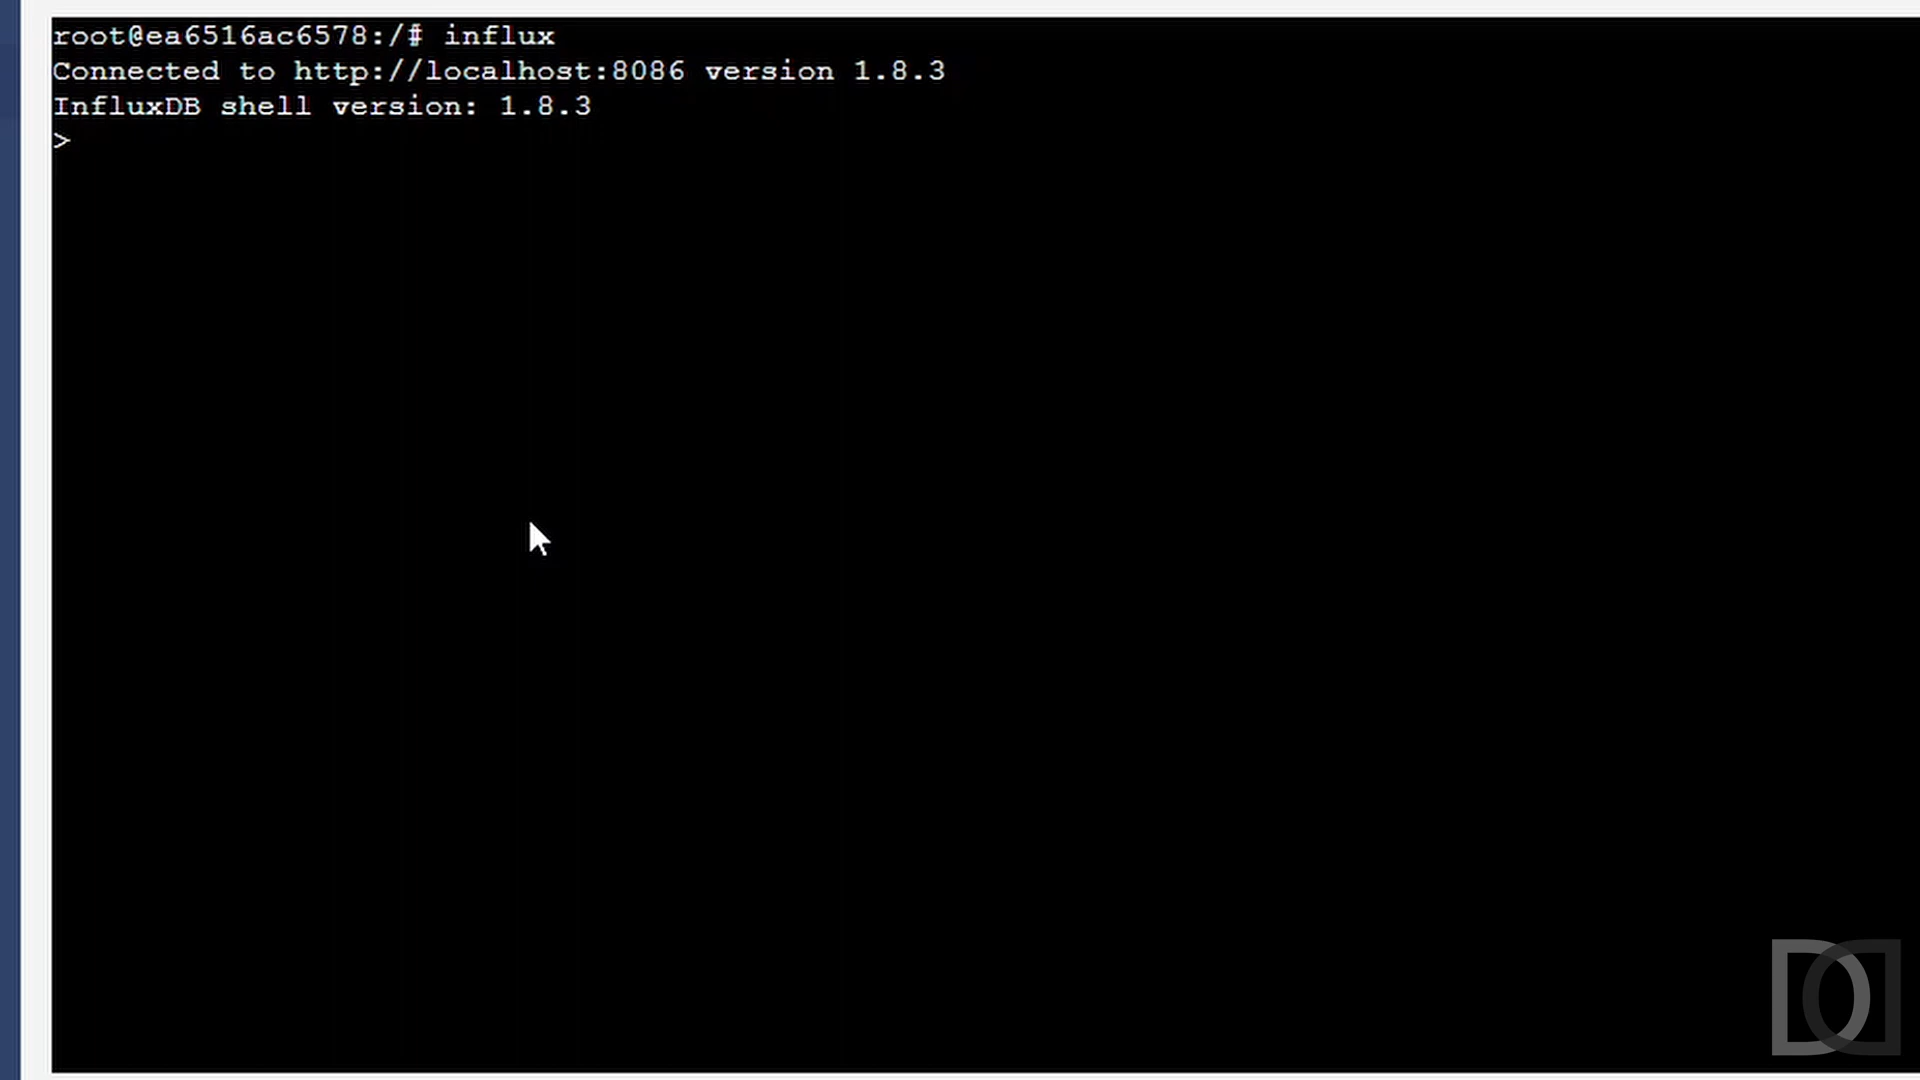 root@ea6516ac6578:/# influx
Connected to http://localhost:8086 version 1.8.3
InfluxDB shell version: 1.8.3
>